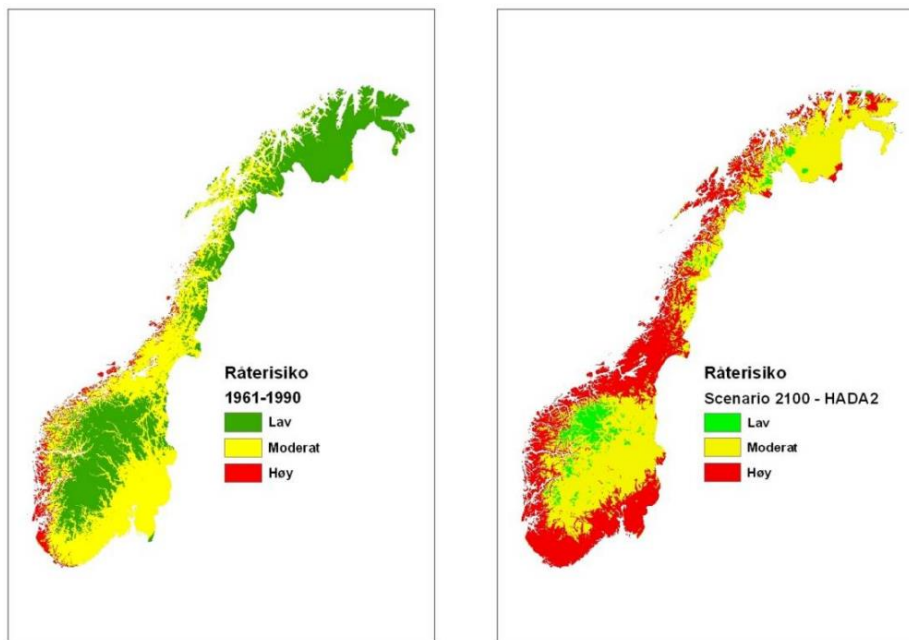 Råterisiko
1961-1990
Lav
Moderat
Høy
Råterisiko
Scenario 2100 - HADA2
Lav
Moderat
Høy